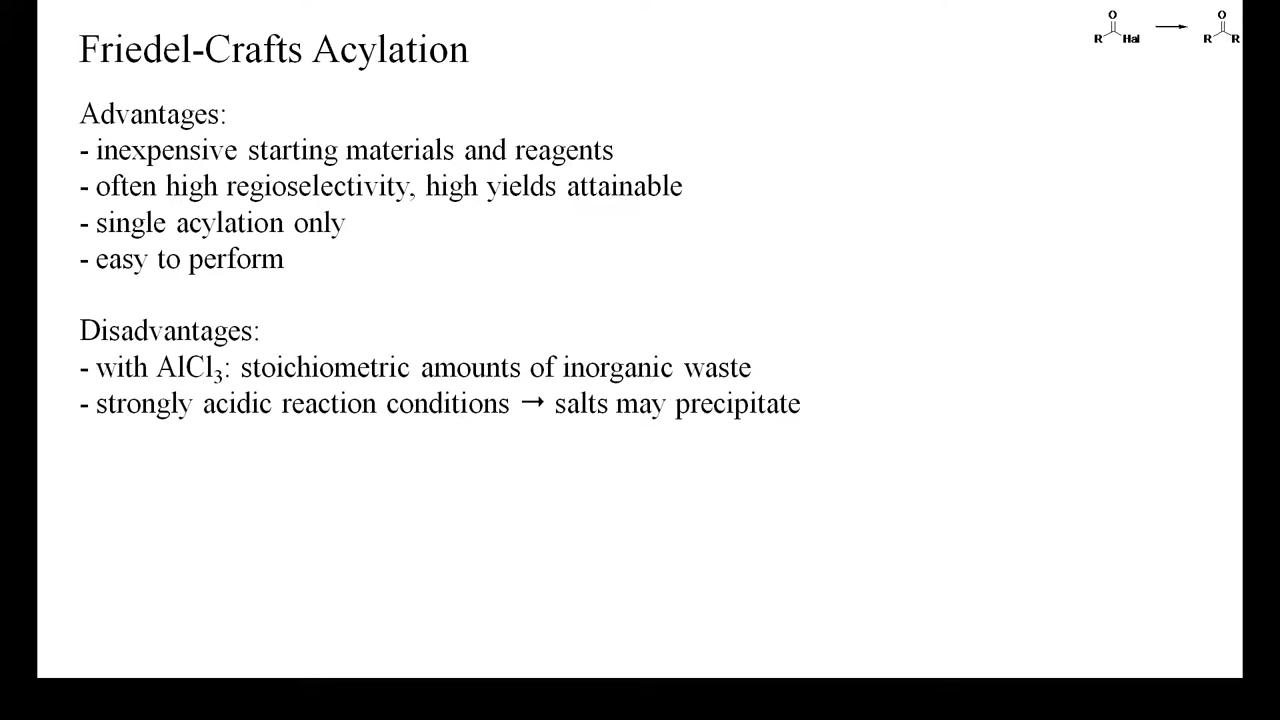 Friedel-Crafts Acylation
O
R Hal
O
R R
Advantages:
- inexpensive starting materials and reagents
- often high regioselectivity, high yields attainable
- single acylation only
- easy to perform
Disadvantages:
- with AlCl₃: stoichiometric amounts of inorganic waste
- strongly acidic reaction conditions → salts may precipitate